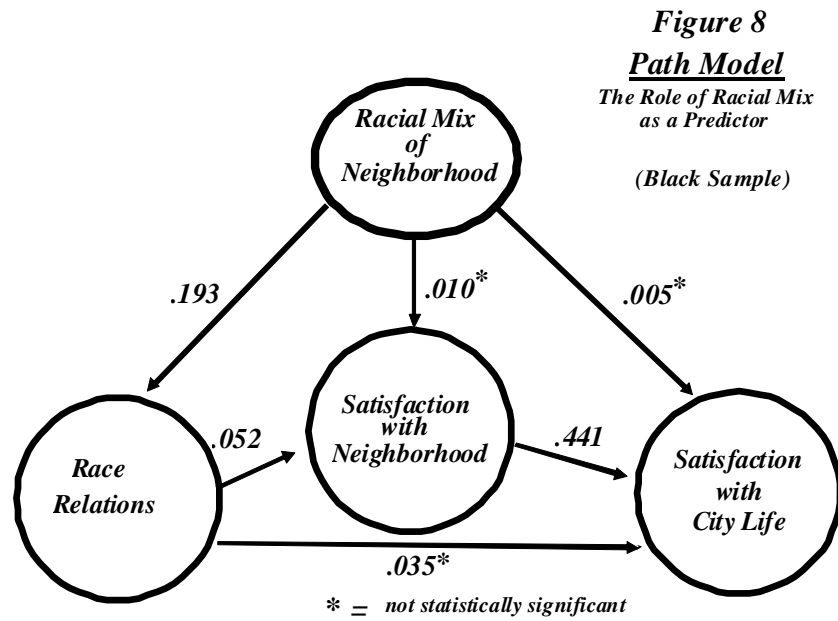 Figure 8
Path Model
The Role of Racial Mix
as a Predictor
(Black Sample)
Racial Mix
of
Neighborhood
.193
.010*
.005*
Satisfaction
with
Neighborhood
.052
.441
Race
Relations
Satisfaction
with
City Life
.035*
* = not statistically significant